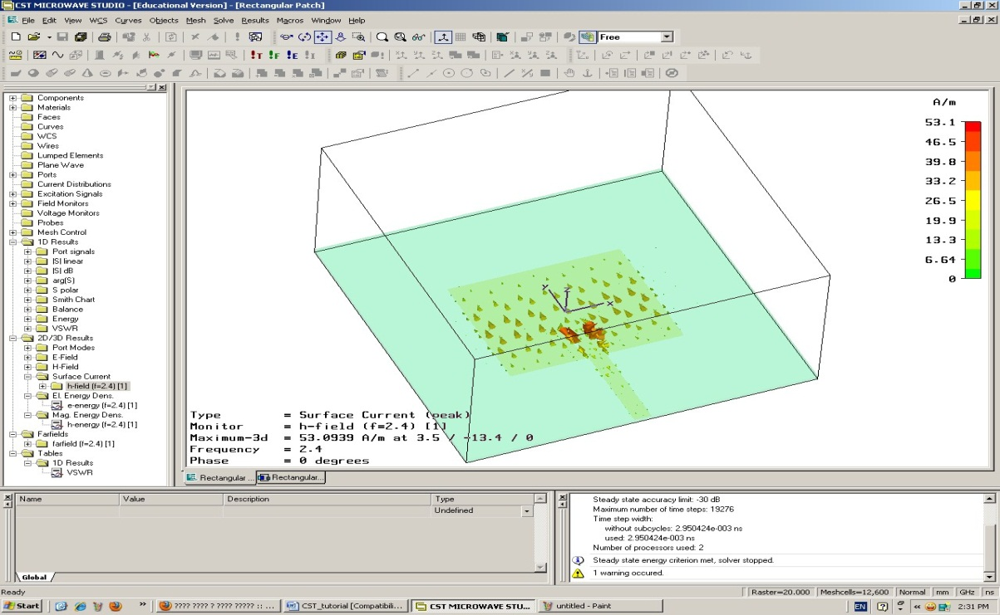 CST MICROWAVE STUDIO - [Educational Version] - [Rectangular Patch]
File Edit View WCS Curves Objects Mesh Solve Results Macros Window Help
Free
Components
Materials
Faces
Curves
WCS
Wires
Lumped Elements
Plane Wave
Ports
Current Distributions
Excitation Signals
Field Monitors
Voltage Monitors
Probes
Mesh Control
1D Results
Port signals
|S| linear
|S| dB
arg(S)
S polar
Smith Chart
Balance
Energy
VSWR
2D/3D Results
Port Modes
E-Field
H-Field
Surface Current
h-field (f=2.4) [1]
El. Energy Dens.
e-energy (f=2.4) [1]
Mag. Energy Dens.
h-energy (f=2.4) [1]
Farfields
farfield (f=2.4) [1]
Tables
1D Results
VSWR
A/m
53.1
46.5
39.8
33.2
26.5
19.9
13.3
6.64
0
y z x
Type = Surface Current (peak)
Monitor = h-field (f=2.4) [1]
Maximum-3d = 53.0939 A/m at 3.5 / -13.4 / 0
Frequency = 2.4
Phase = 0 degrees
Rectangular ... Rectangular...
Name Value Description Type
Undefined
Global
Steady state accuracy limit: -30 dB
Maximum number of time steps: 19276
Time step width:
without subcycles: 2.950424e-003 ns
used: 2.950424e-003 ns
Number of processors used: 2
Steady state energy criterion met, solver stopped.
1 warning occured.
Ready Raster=20.000 Meshcells=12,600 Normal mm GHz ns
Start » ???? ???? ? ???? ????? :: ... CST_tutorial [Compatibili... CST MICROWAVE STU... untitled - Paint EN « 2:31 PM